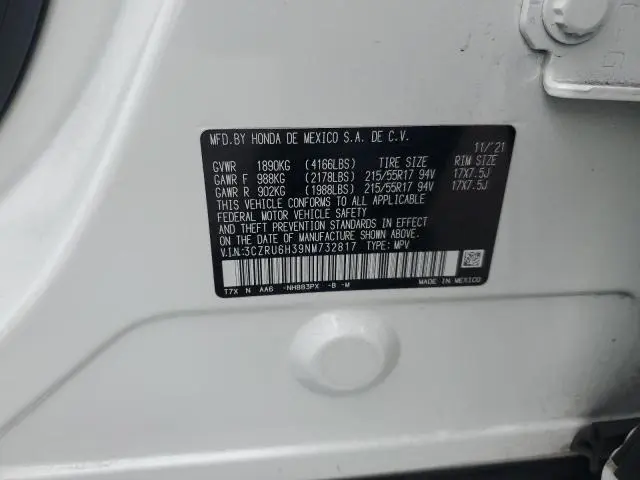 MFD.BY HONDA DE MEXICO S.A. DE C.V. 11/'21
GVWR 1890KG (4166LBS) TIRE SIZE RIM SIZE
GAWR F 988KG (2178LBS) 215/55R17 94V 17X7.5J
GAWR R 902KG (1988LBS) 215/55R17 94V 17X7.5J
THIS VEHICLE CONFORMS TO ALL APPLICABLE
FEDERAL MOTOR VEHICLE SAFETY
AND THEFT PREVENTION STANDARDS IN EFFECT
ON THE DATE OF MANUFACTURE SHOWN ABOVE.
V.I.N:3CZRU6H39NM732817 TYPE: MPV
T7X N AA6 -NH883PX -B -M MADE IN MEXICO